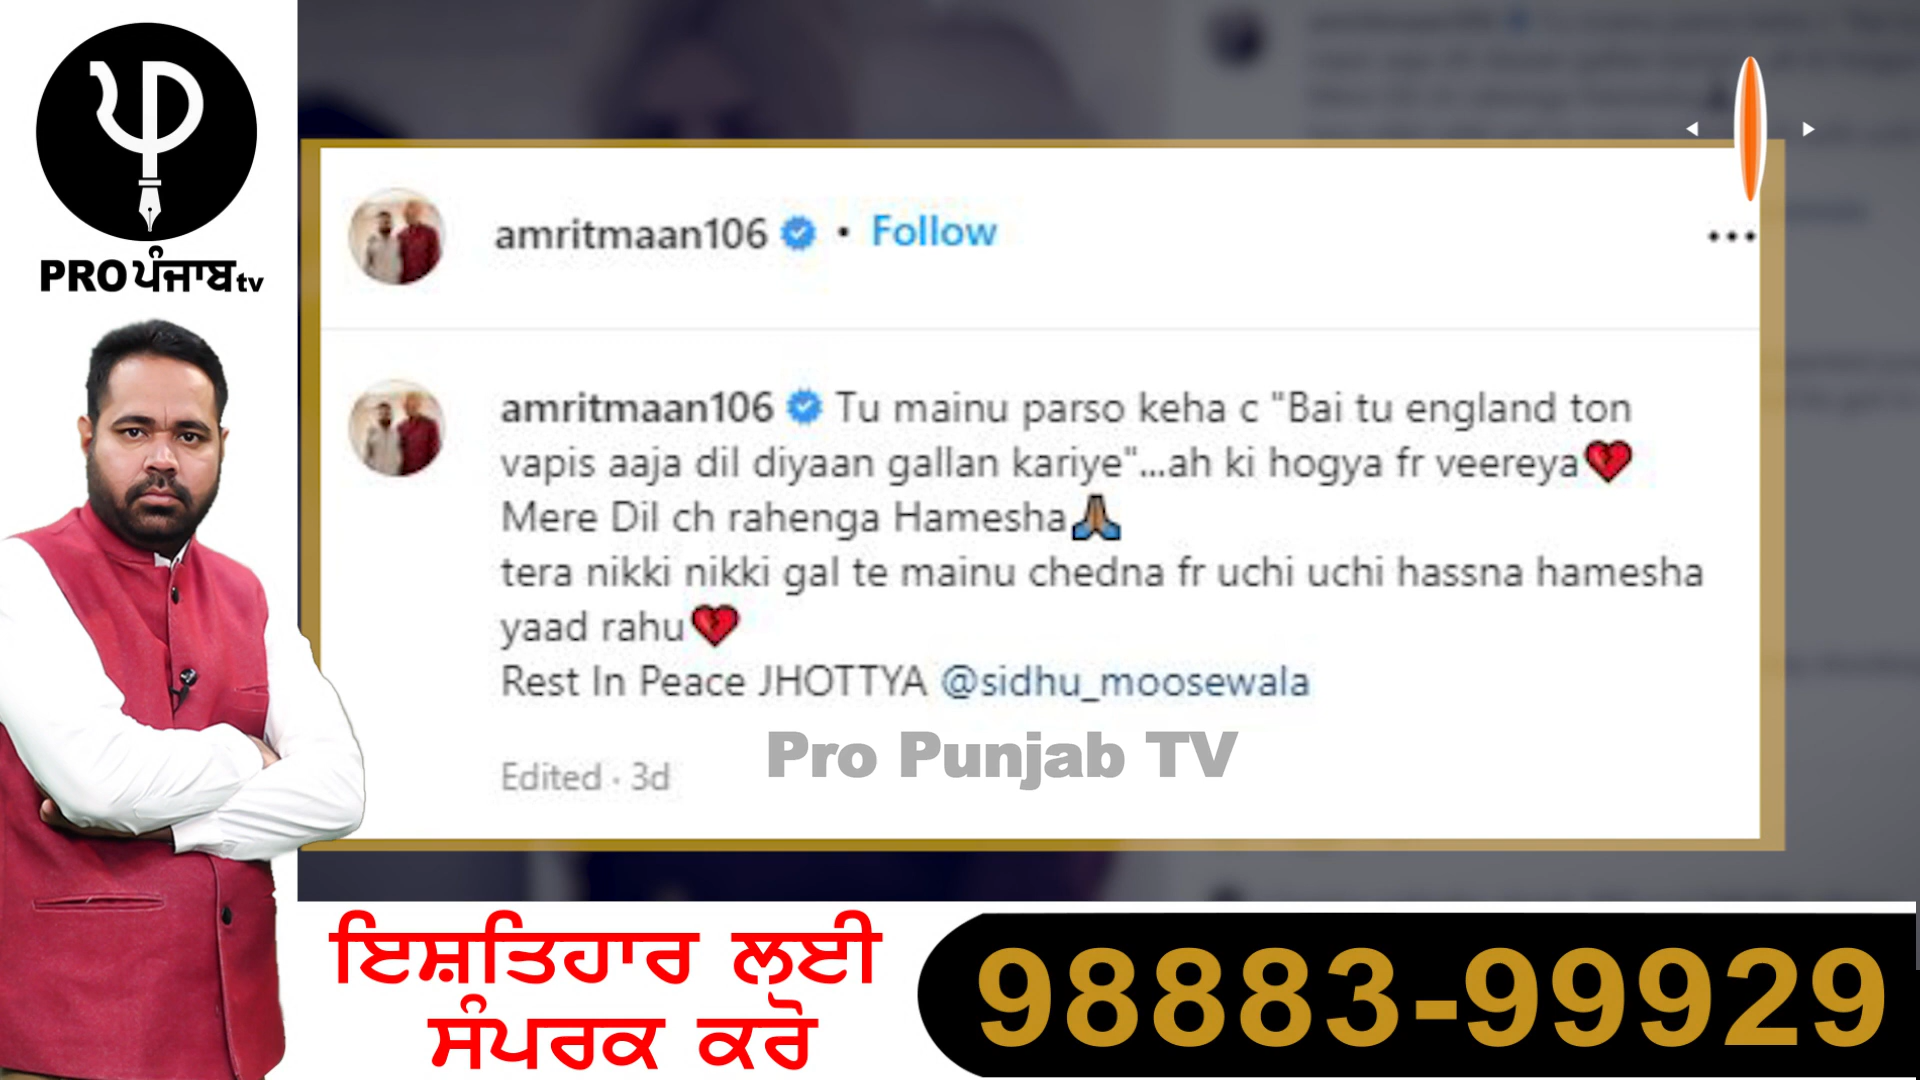 PRO ਪੰਜਾਬ tv
amritmaan106 • Follow
amritmaan106 Tu mainu parso keha c "Bai tu england ton
vapis aaja dil diyaan gallan kariye"...ah ki hogya fr veereya💔
Mere Dil ch rahenga Hamesha🙏🏽
tera nikki nikki gal te mainu chedna fr uchi uchi hassna hamesha
yaad rahu💔
Rest In Peace JHOTTYA @sidhu_moosewala
Pro Punjab TV
Edited · 3d
ਇਸ਼ਤਿਹਾਰ ਲਈ
ਸੰਪਰਕ ਕਰੋ
98883-99929